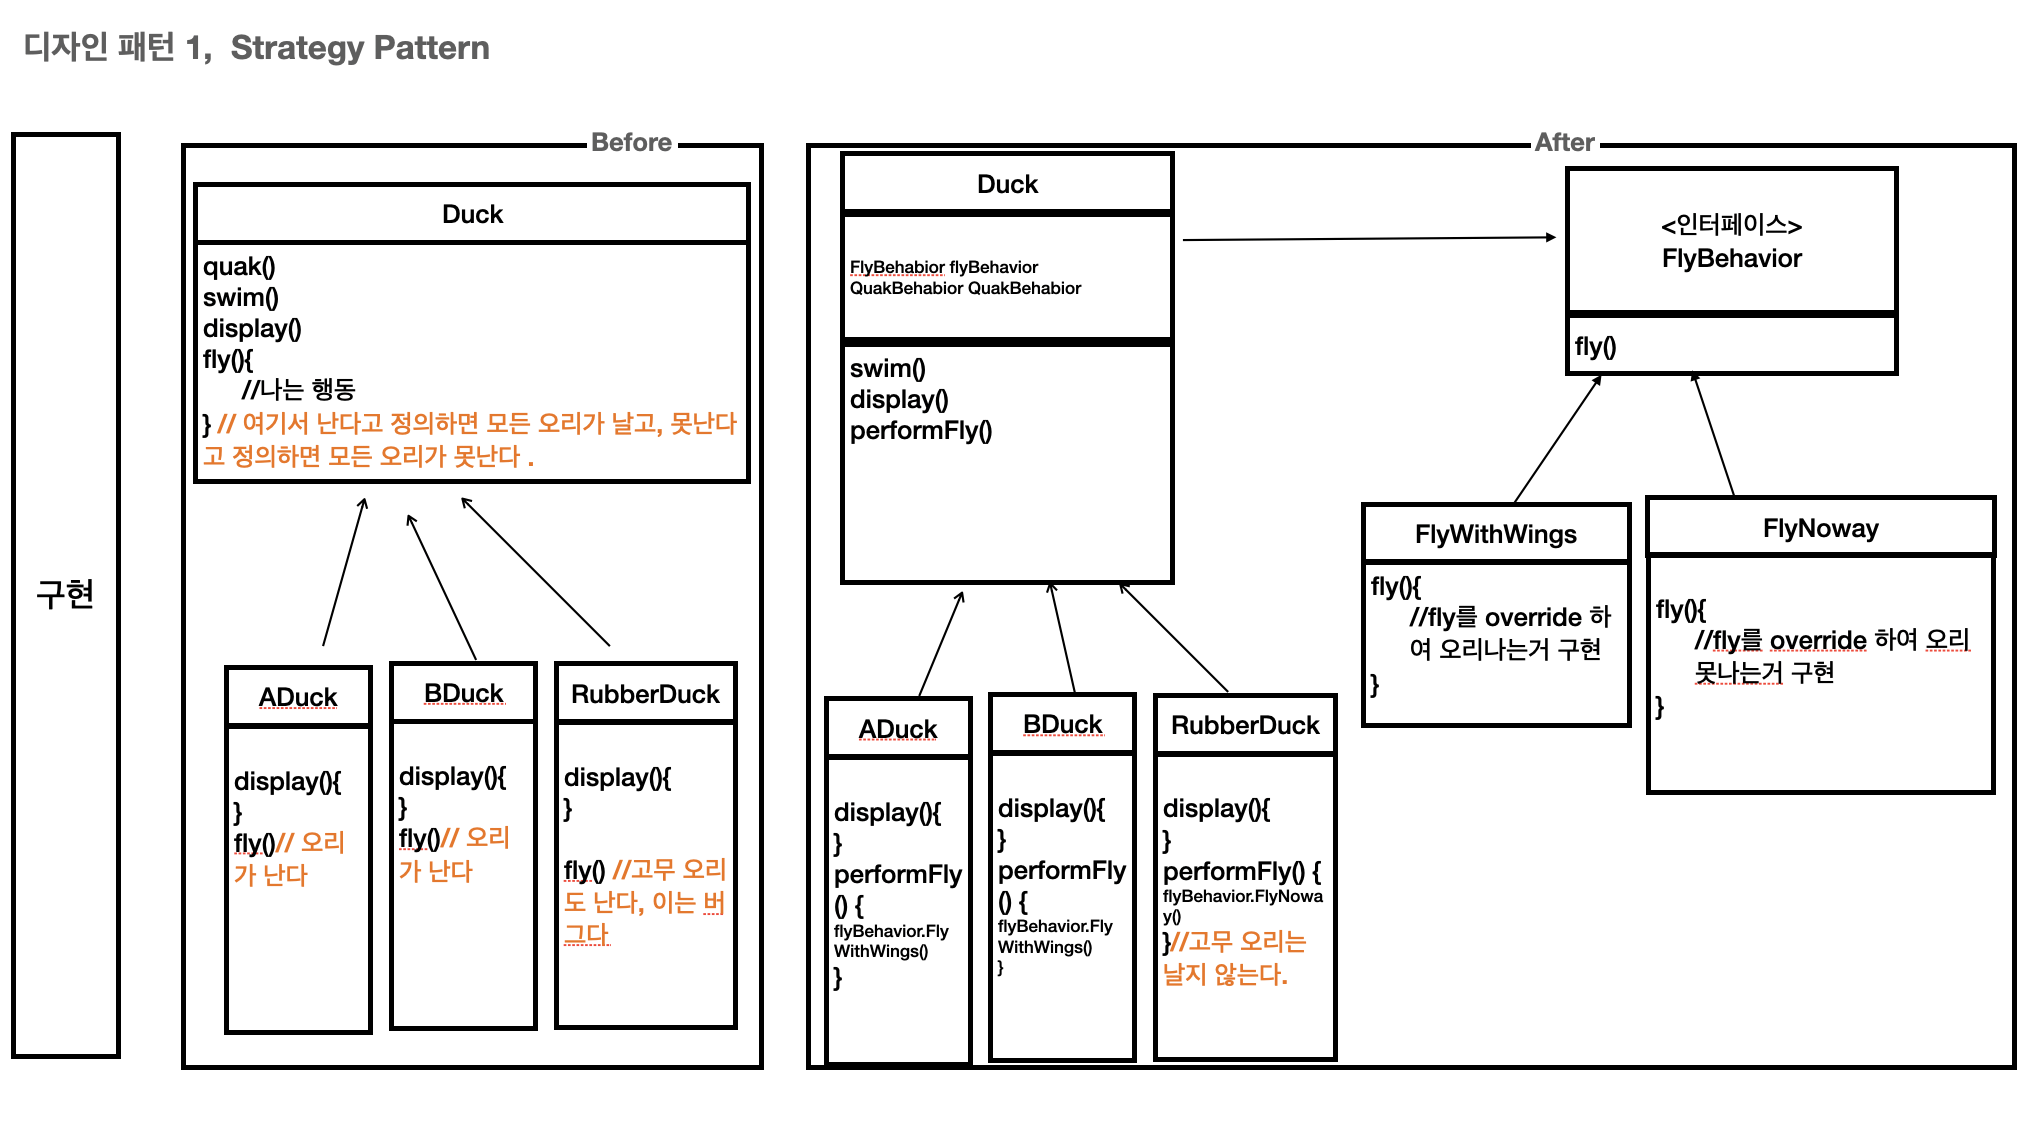 디자인 패턴 1,  Strategy Pattern
구현
Before
Duck
quak()
swim()
display()
fly(){
//나는 행동
} // 여기서 난다고 정의하면 모든 오리가 날고, 못난다
고 정의하면 모든 오리가 못난다 .
ADuck
display(){
}
fly()// 오리
가 난다
BDuck
display(){
}
fly()// 오리
가 난다
RubberDuck
display(){
}
fly() //고무 오리
도 난다, 이는 버
그다
After
Duck
FlyBehabior flyBehavior
QuakBehabior QuakBehabior
swim()
display()
performFly()
<인터페이스>
FlyBehavior
fly()
FlyWithWings
fly(){
//fly를 override 하
여 오리나는거 구현
}
FlyNoway
fly(){
//fly를 override 하여 오리
못나는거 구현
}
ADuck
display(){
}
performFly
() {
flyBehavior.Fly
WithWings()
}
BDuck
display(){
}
performFly
() {
flyBehavior.Fly
WithWings()
}
RubberDuck
display(){
}
performFly() {
flyBehavior.FlyNowa
y()
}//고무 오리는
날지 않는다.